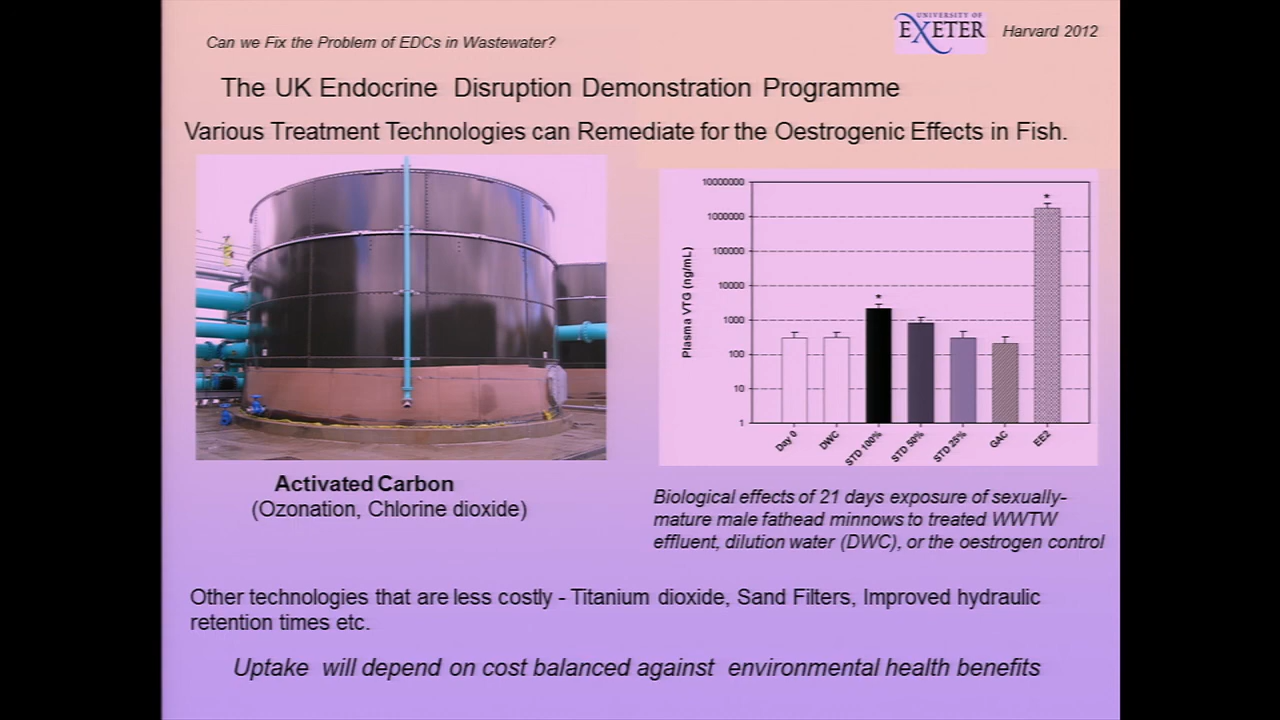 UNIVERSITY OF
EXETER
Harvard 2012
Can we Fix the Problem of EDCs in Wastewater?
The UK Endocrine Disruption Demonstration Programme
Various Treatment Technologies can Remediate for the Oestrogenic Effects in Fish.
10000000
1000000
100000
10000
1000
100
10
1
Plasma VTG (ng/mL)
*
*
Day 0
DWC
STD 100%
STD 50%
STD 25%
GAC
EE2
Activated Carbon
(Ozonation, Chlorine dioxide)
Biological effects of 21 days exposure of sexually-
mature male fathead minnows to treated WWTW
effluent, dilution water (DWC), or the oestrogen control
Other technologies that are less costly - Titanium dioxide, Sand Filters, Improved hydraulic
retention times etc.
Uptake will depend on cost balanced against environmental health benefits